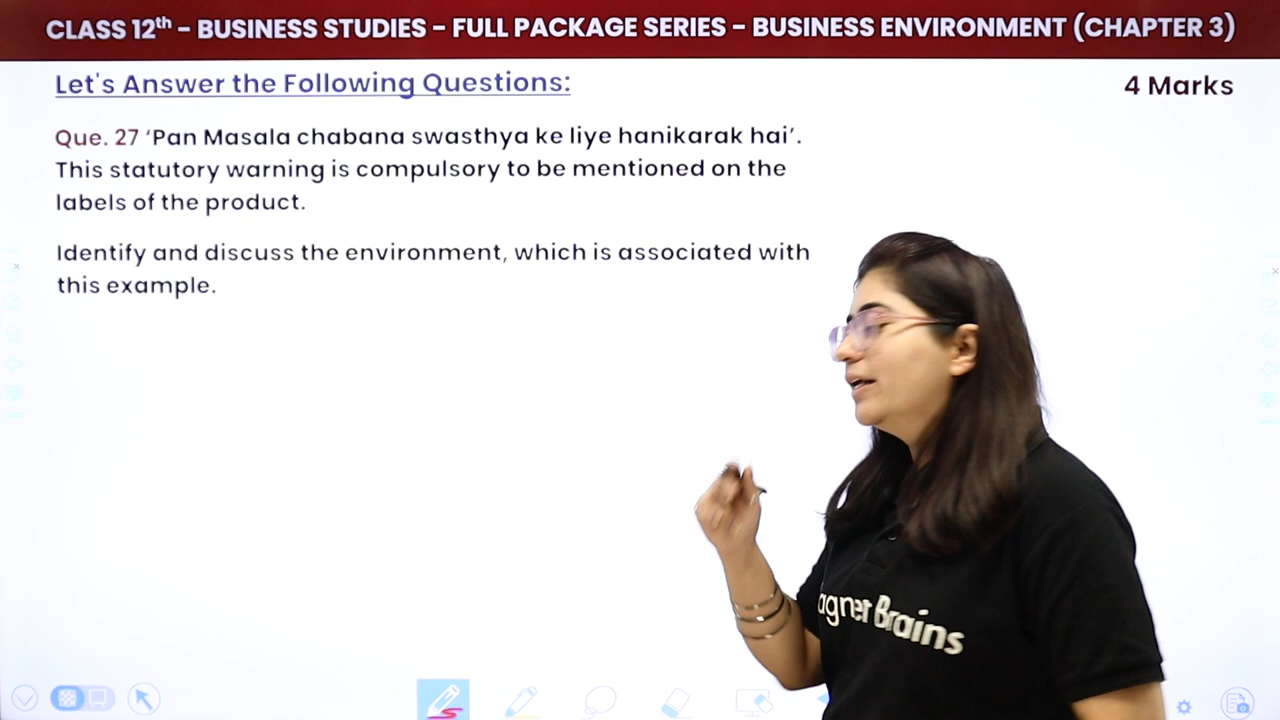 CLASS 12th – BUSINESS STUDIES – FULL PACKAGE SERIES – BUSINESS ENVIRONMENT (CHAPTER 3)
Let's Answer the Following Questions:
4 Marks
Que. 27 ‘Pan Masala chabana swasthya ke liye hanikarak hai’.
This statutory warning is compulsory to be mentioned on the
labels of the product.
Identify and discuss the environment, which is associated with
this example.
agnet Brains